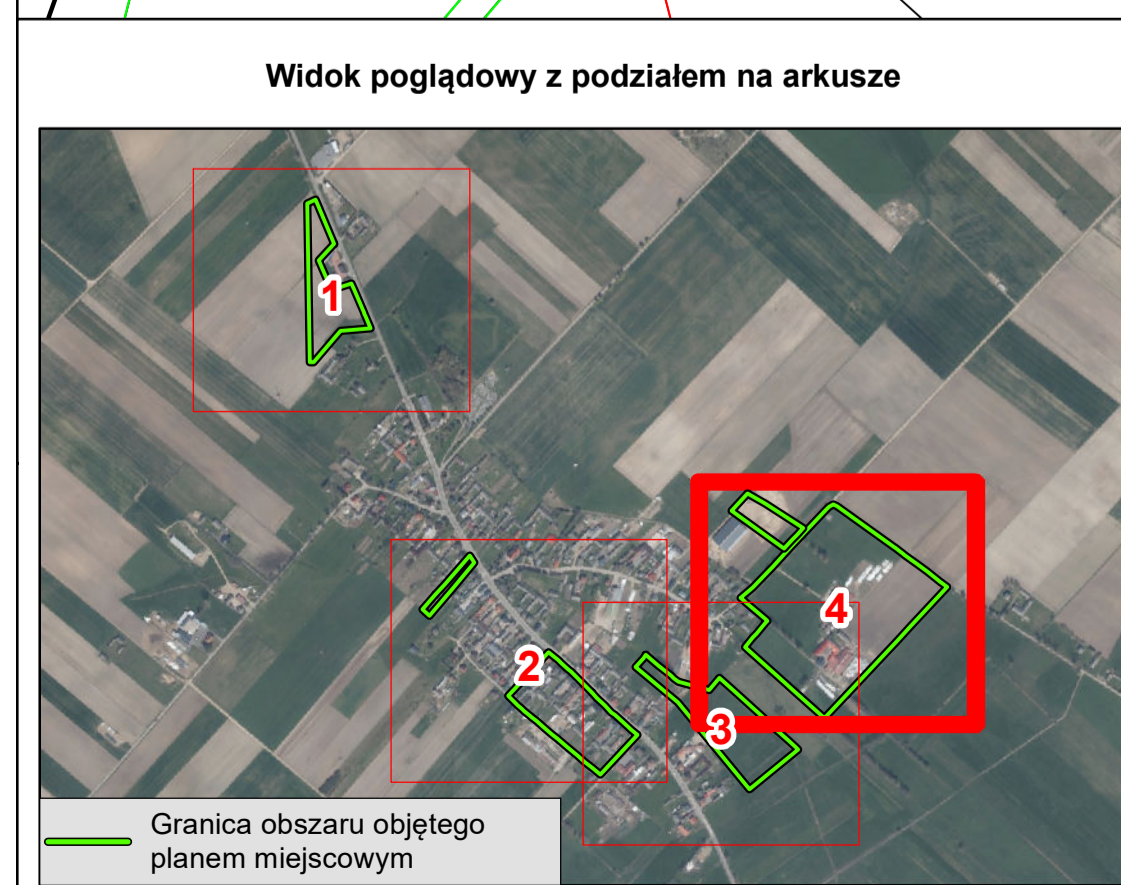 Widok poglądowy z podziałem na arkusze
1
2
3
4
Granica obszaru objętego
planem miejscowym